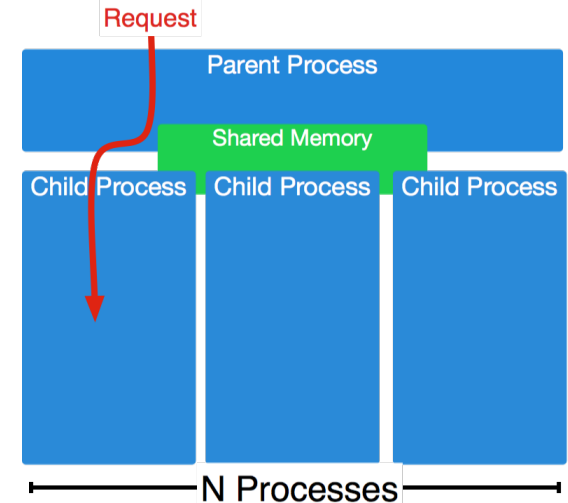 Request
Parent Process
Shared Memory
Child Process
Child Process
Child Process
N Processes